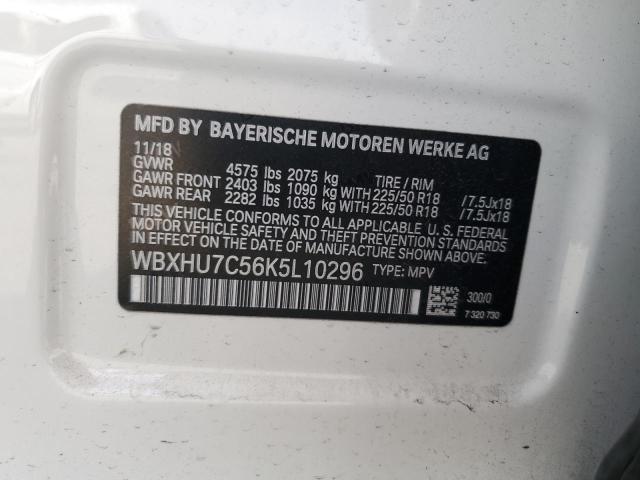 MFD BY BAYERISCHE MOTOREN WERKE AG
11/18
GVWR 4575 lbs 2075 kg TIRE / RIM
GAWR FRONT 2403 lbs 1090 kg WITH 225/50 R18 /7.5Jx18
GAWR REAR 2282 lbs 1035 kg WITH 225/50 R18 /7.5Jx18
THIS VEHICLE CONFORMS TO ALL APPLICABLE U. S. FEDERAL
MOTOR VEHICLE SAFETY AND THEFT PREVENTION STANDARDS
IN EFFECT ON THE DATE OF MANUFACTURE SHOWN ABOVE.
WBXHU7C56K5L10296 TYPE: MPV
300/0
7 320 730